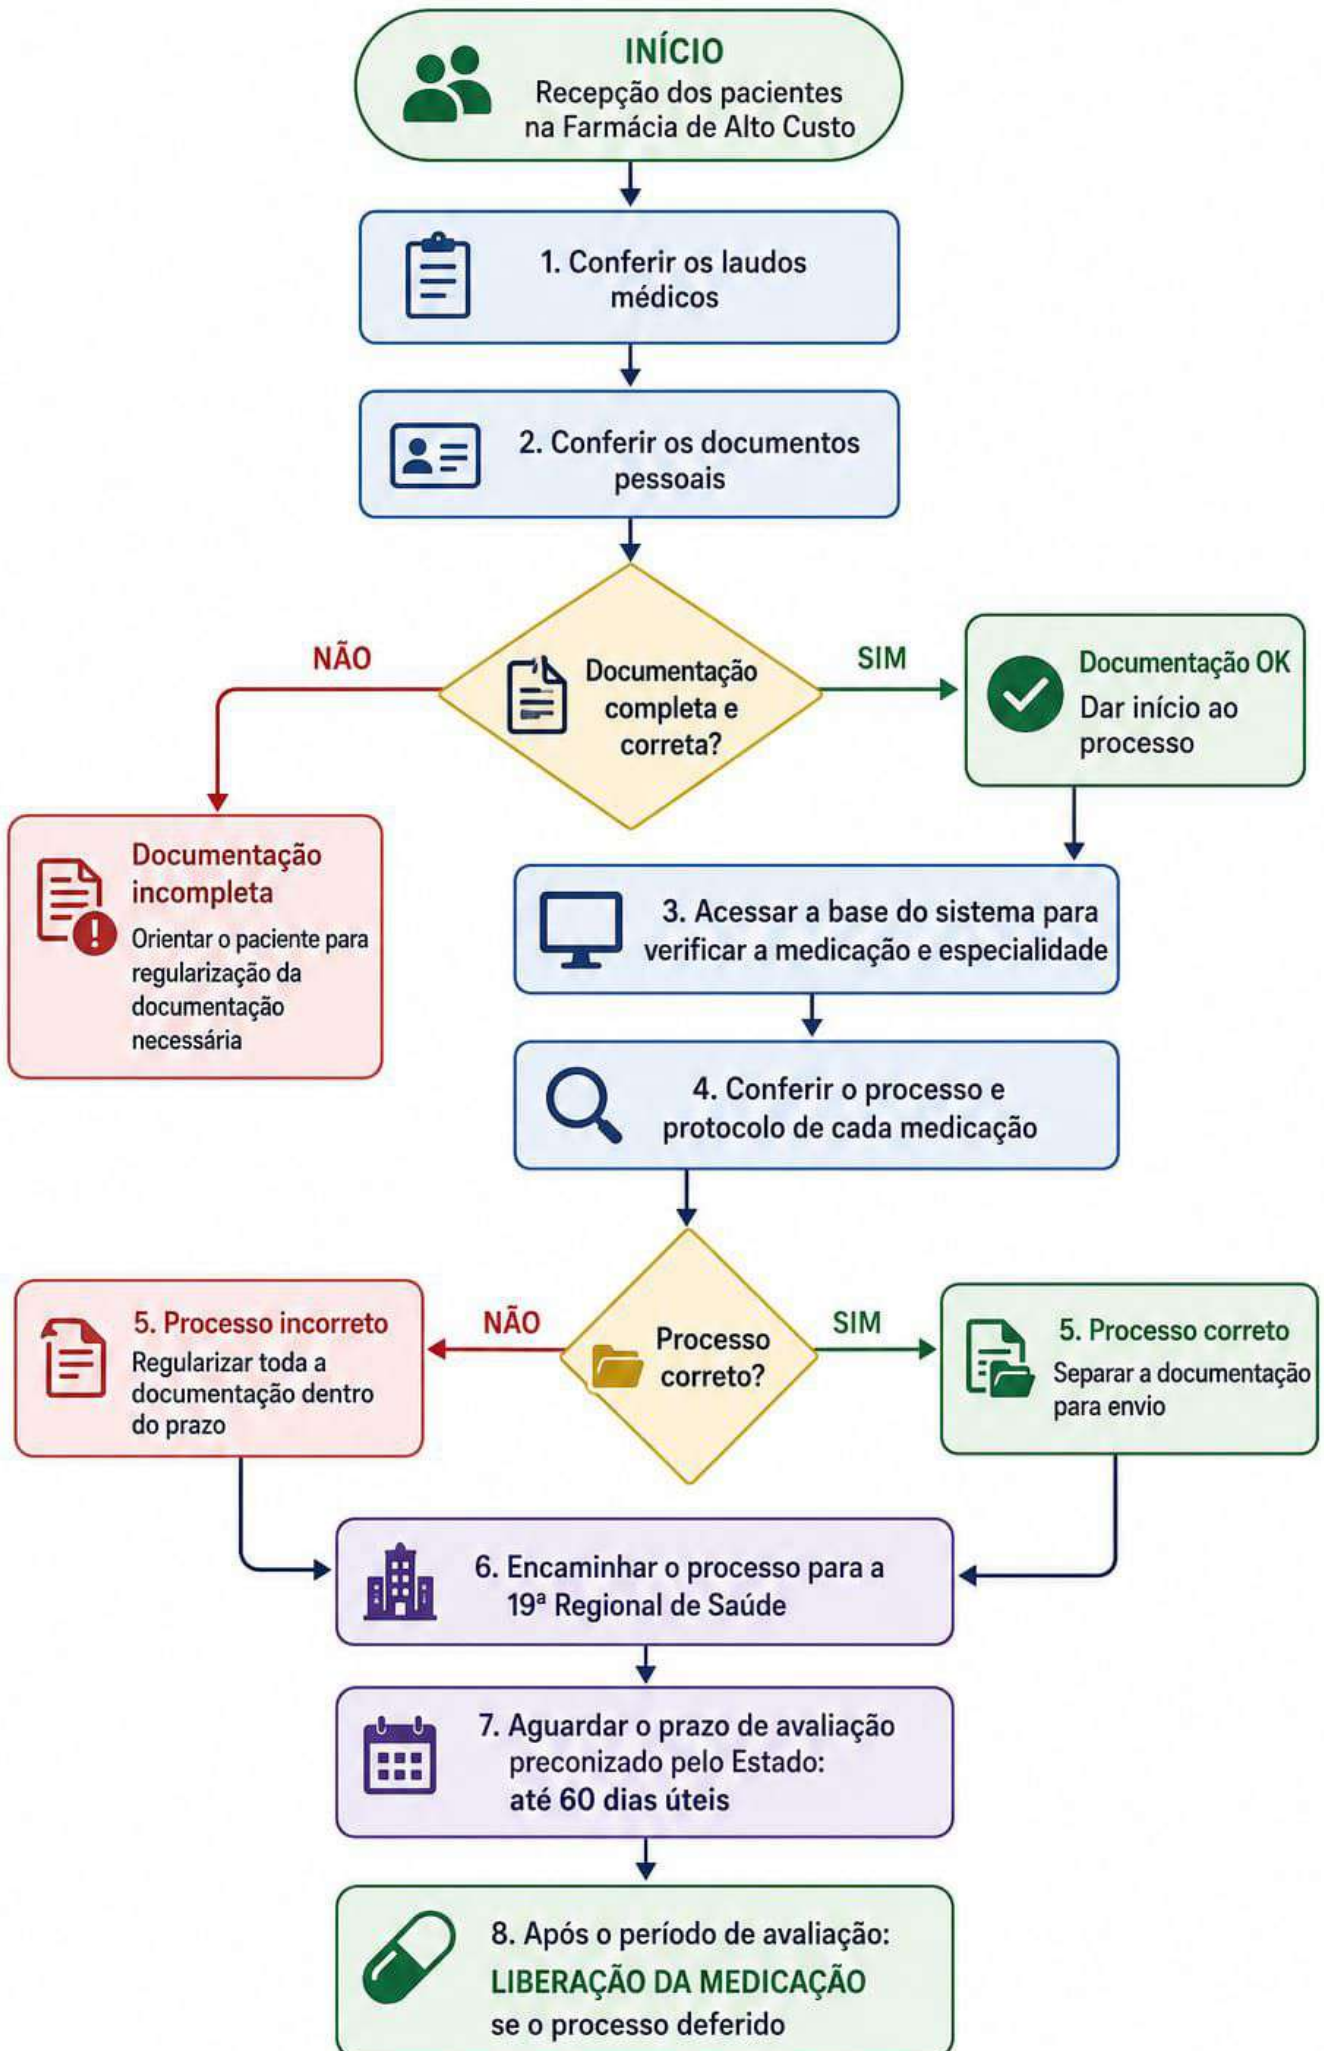 INÍCIO
Recepção dos pacientes
na Farmácia de Alto Custo
1. Conferir os laudos
médicos
2. Conferir os documentos
pessoais
NÃO
Documentação
completa e
correta?
SIM
Documentação OK
Dar início ao
processo
Documentação
incompleta
Orientar o paciente para
regularização da
documentação
necessária
3. Acessar a base do sistema para
verificar a medicação e especialidade
4. Conferir o processo e
protocolo de cada medicação
5. Processo incorreto
Regularizar toda a
documentação dentro
do prazo
NÃO
Processo
correto?
SIM
5. Processo correto
Separar a documentação
para envio
6. Encaminhar o processo para a
19ª Regional de Saúde
7. Aguardar o prazo de avaliação
preconizado pelo Estado:
até 60 dias úteis
8. Após o período de avaliação:
LIBERAÇÃO DA MEDICAÇÃO
se o processo deferido